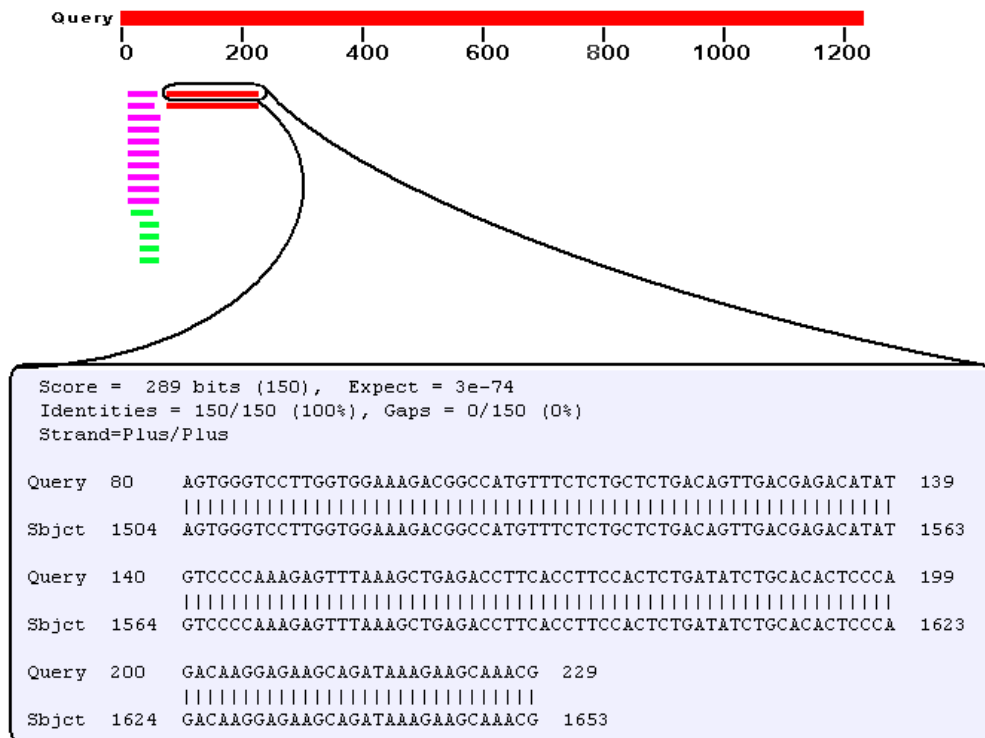 Query
0 200 400 600 800 1000 1200
Score = 289 bits (150), Expect = 3e-74
Identities = 150/150 (100%), Gaps = 0/150 (0%)
Strand=Plus/Plus
Query 80 AGTGGGTCCTTGGTGGAAAGACGGCCATGTTTCTCTGCTCTGACAGTTGACGAGACATAT 139
||||||||||||||||||||||||||||||||||||||||||||||||||||||||||||
Sbjct 1504 AGTGGGTCCTTGGTGGAAAGACGGCCATGTTTCTCTGCTCTGACAGTTGACGAGACATAT 1563
Query 140 GTCCCCAAAGAGTTTAAAGCTGAGACCTTCACCTTCCACTCTGATATCTGCACACTCCCA 199
||||||||||||||||||||||||||||||||||||||||||||||||||||||||||||
Sbjct 1564 GTCCCCAAAGAGTTTAAAGCTGAGACCTTCACCTTCCACTCTGATATCTGCACACTCCCA 1623
Query 200 GACAAGGAGAAGCAGATAAAGAAGCAAACG 229
||||||||||||||||||||||||||||||
Sbjct 1624 GACAAGGAGAAGCAGATAAAGAAGCAAACG 1653